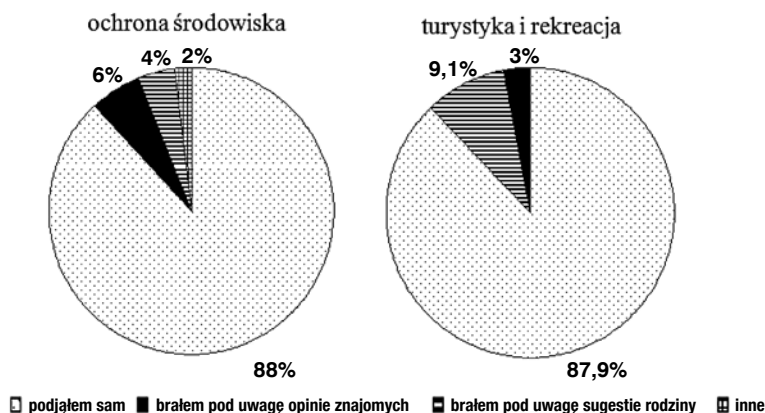 ochrona środowiska
turystyka i rekreacja
6%
4%
2%
9,1%
3%
88%
87,9%
podjąłem sam
brałem pod uwagę opinie znajomych
brałem pod uwagę sugestie rodziny
inne